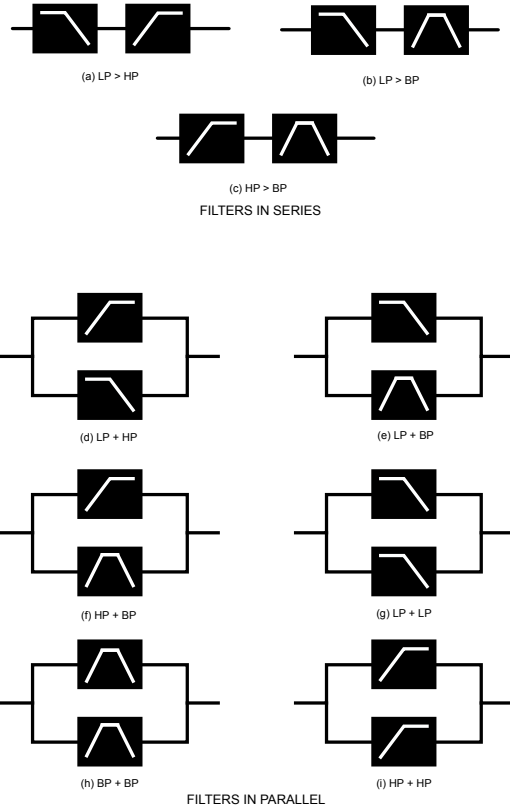 (a) LP > HP
(b) LP > BP
(c) HP > BP
FILTERS IN SERIES
(d) LP + HP
(e) LP + BP
(f) HP + BP
(g) LP + LP
(h) BP + BP
(i) HP + HP
FILTERS IN PARALLEL